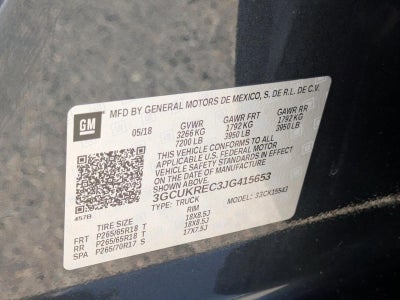 GM
MFD BY GENERAL MOTORS DE MEXICO, S. DE R.L. DE C.V.
05/18 GVWR GAWR FRT GAWR RR
3266 KG 1792 KG 1792 KG
7200 LB 3950 LB 3950 LB
THIS VEHICLE CONFORMS TO ALL
APPLICABLE U.S. FEDERAL MOTOR
VEHICLE SAFETY STANDARDS IN EFFECT
ON THE DATE OF MANUFACTURE SHOWN ABOVE.
3GCUKREC3JG415653
457B TYPE: TRUCK MODEL: 33CK15543
TIRE SIZE RIM
FRT P265/65R18 T 18X8.5J
RR P265/65R18 T 18X8.5J
SPA P265/70R17 S 17X7.5J